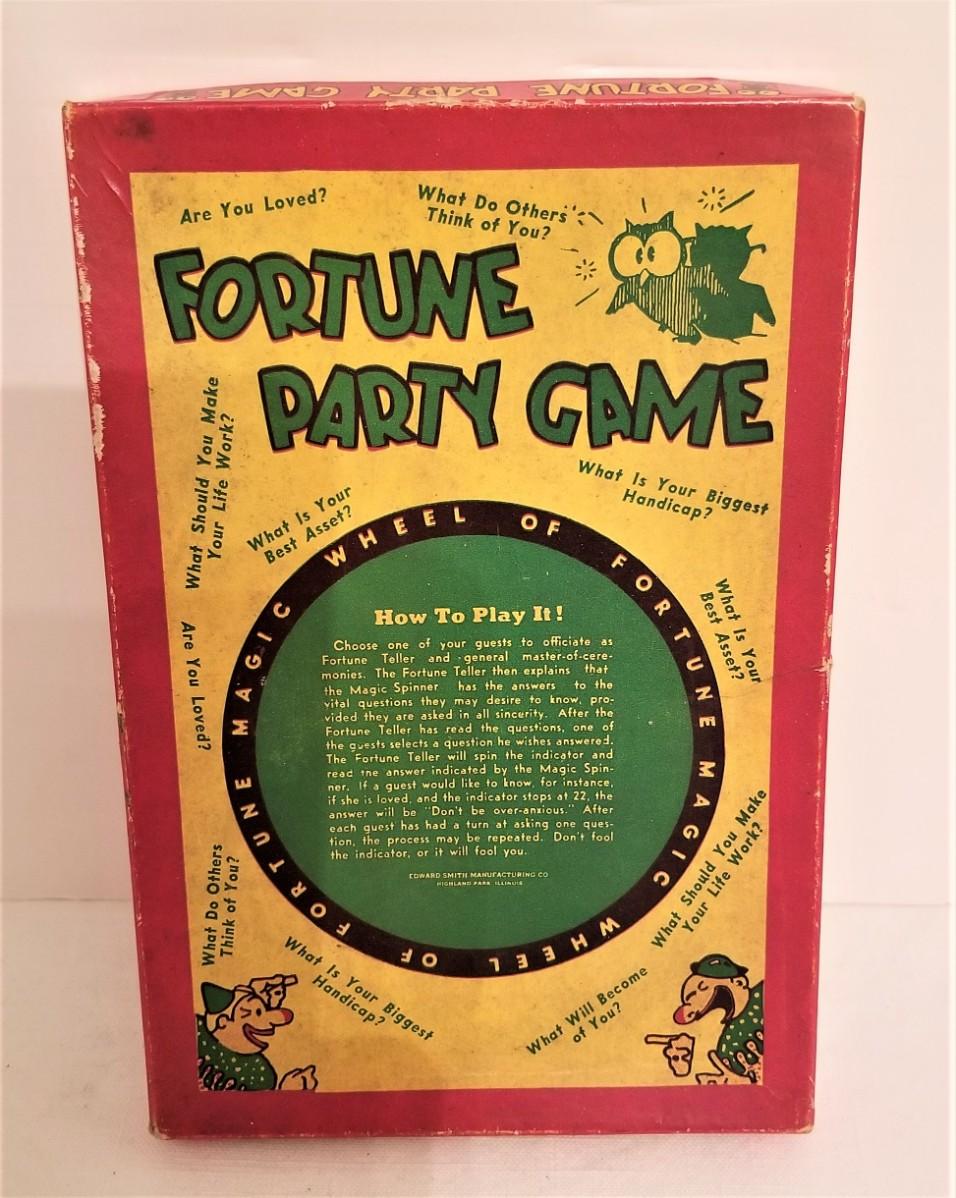 FORTUNE PARTY GAME
Are You Loved?
What Do Others
Think of You?
FORTUNE
PARTY GAME
What Should You Make
Your Life Work?
What Is Your
Best Asset?
What Is Your Biggest
Handicap?
WHEEL OF FORTUNE MAGIC WHEEL OF FORTUNE MAGIC
What Is Your
Best Asset?
Are You Loved?
How To Play It!
Choose one of your guests to officiate as
Fortune Teller and general master-of-cere-
monies. The Fortune Teller then explains that
the Magic Spinner has the answers to the
vital questions they may desire to know, pro-
vided they are asked in all sincerity. After the
Fortune Teller has read the questions, one of
the guests selects a question he wishes answered.
The Fortune Teller will spin the indicator and
read the answer indicated by the Magic Spin-
ner. If a guest would like to know, for instance,
if she is loved, and the indicator stops at 22, the
answer will be "Don't be over-anxious." After
each guest has had a turn at asking one ques-
tion, the process may be repeated. Don't fool
the indicator, or it will fool you.
EDWARD SMITH MANUFACTURING CO
HIGHLAND PARK ILLINOIS
What Do Others
Think of You?
What Should You Make
Your Life Work?
What Is Your Biggest
Handicap?
What Will Become
of You?